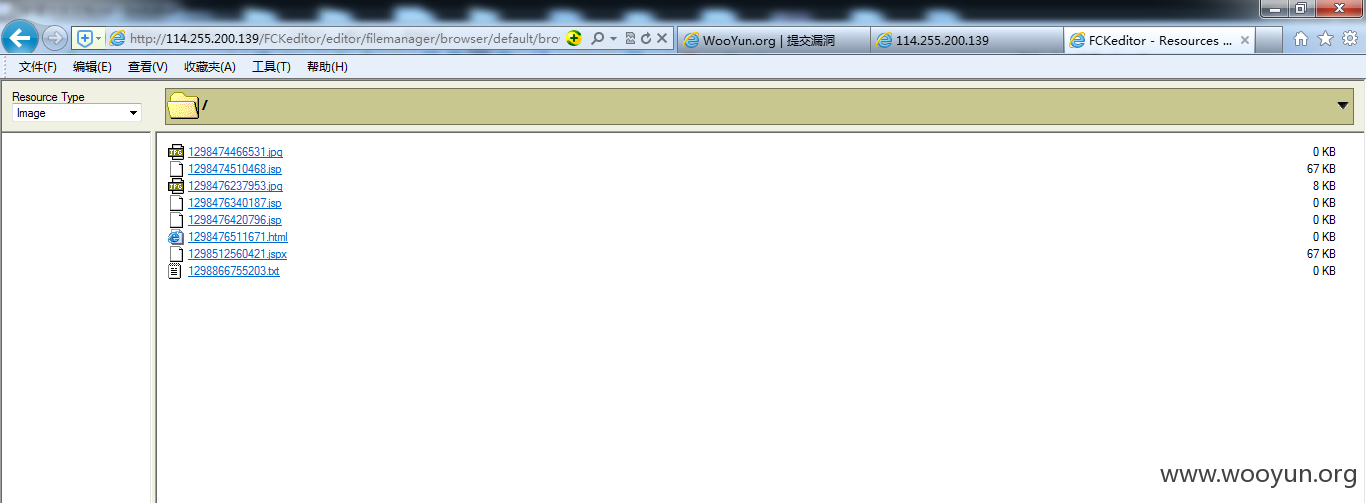 http://114.255.200.139/FCKeditor/editor/filemanager/browser/default/bro
WooYun.org | 提交漏洞
114.255.200.139
FCKeditor - Resources ...
文件(F) 编辑(E) 查看(V) 收藏夹(A) 工具(T) 帮助(H)
Resource Type
Image
/
1298474466531.jpg 0 KB
1298474510468.jsp 67 KB
1298476237953.jpg 8 KB
1298476340187.jsp 0 KB
1298476420796.jsp 0 KB
1298476511671.html 0 KB
1298512560421.jspx 67 KB
1298866755203.txt 0 KB
www.wooyun.org